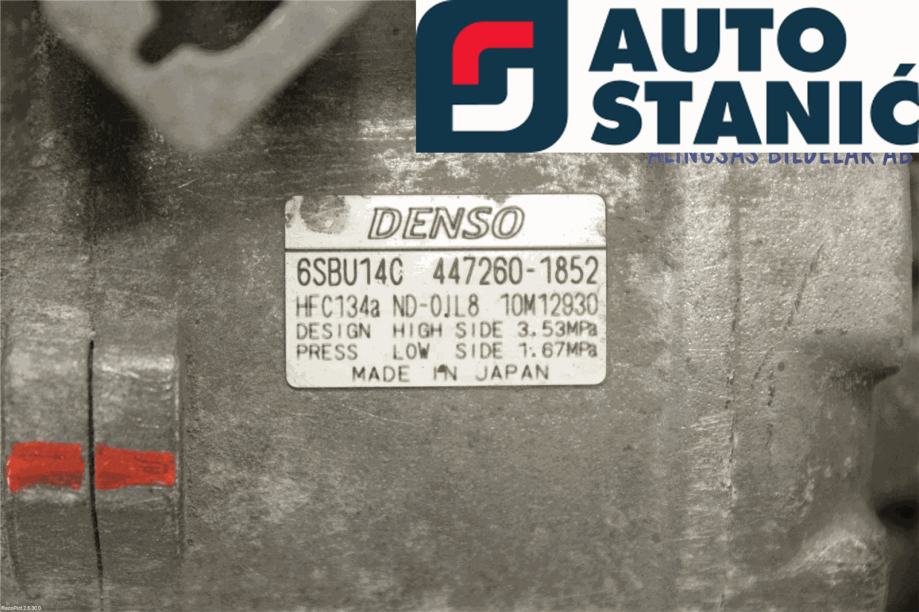 AUTO
STANIĆ
ALINGSÅS BILDELAR AB
DENSO
6SBU14C 447260-1852
HFC134a ND-OIL8 10M12930
DESIGN HIGH SIDE 3.53MPa
PRESS LOW SIDE 1.67MPa
MADE IN JAPAN